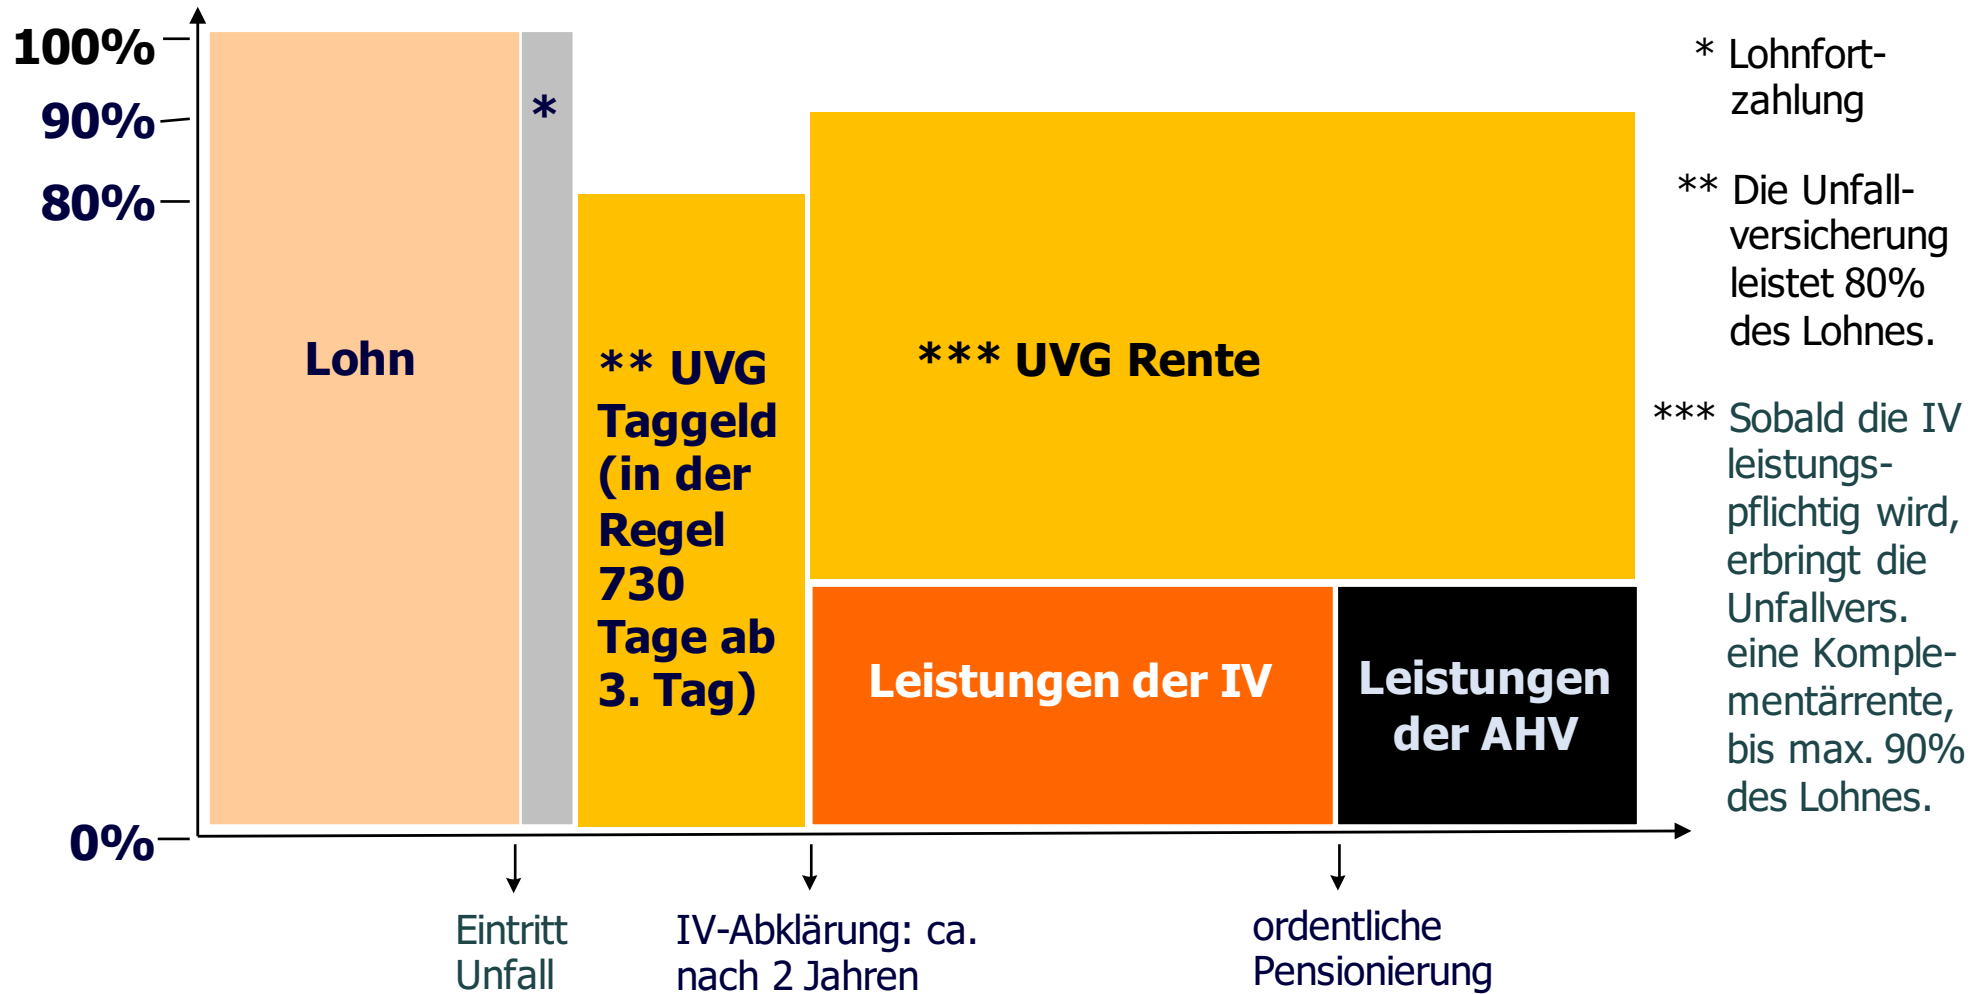 100%
90%
80%
0%
*
Lohn
** UVG
Taggeld
(in der
Regel
730
Tage ab
3. Tag)
*** UVG Rente
Leistungen der IV
Leistungen
der AHV
Eintritt
Unfall
IV-Abklärung: ca.
nach 2 Jahren
ordentliche
Pensionierung
* Lohnfort-
zahlung
** Die Unfall-
versicherung
leistet 80%
des Lohnes.
*** Sobald die IV
leistungs-
pflichtig wird,
erbringt die
Unfallvers.
eine Komple-
mentärrente,
bis max. 90%
des Lohnes.